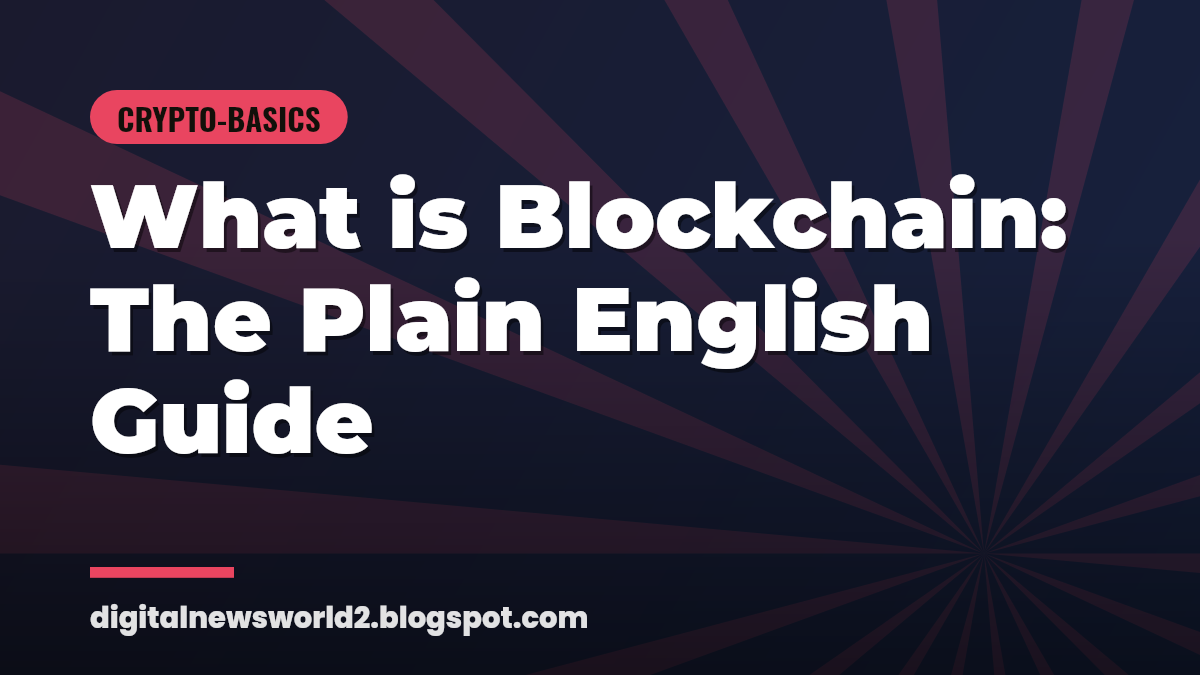 CRYPTO-BASICS
What is Blockchain:
The Plain English
Guide
digitalnewsworld2.blogspot.com